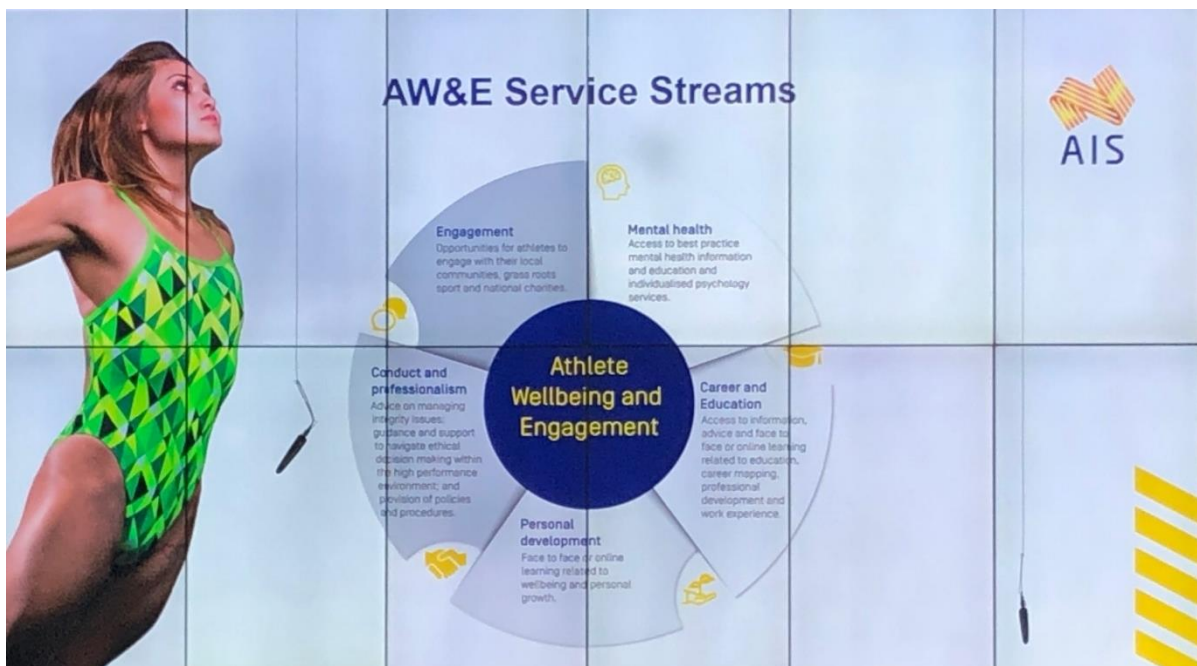 AW&E Service Streams
AIS
Engagement
Opportunities for athletes to
engage with their local
communities, grass roots
sport and national charities.
Mental health
Access to best practice
mental health information
and education and
individualised psychology
services.
Athlete
Wellbeing and
Engagement
Conduct and
professionalism
Advice on managing
integrity issues;
guidance and support
to navigate ethical
decision making within
the high performance
environment; and
provision of policies
and procedures.
Career and
Education
Access to information,
advice and face to
face or online learning
related to education,
career mapping,
professional
development and
work experience.
Personal
development
Face to face or online
learning related to
wellbeing and personal
growth.